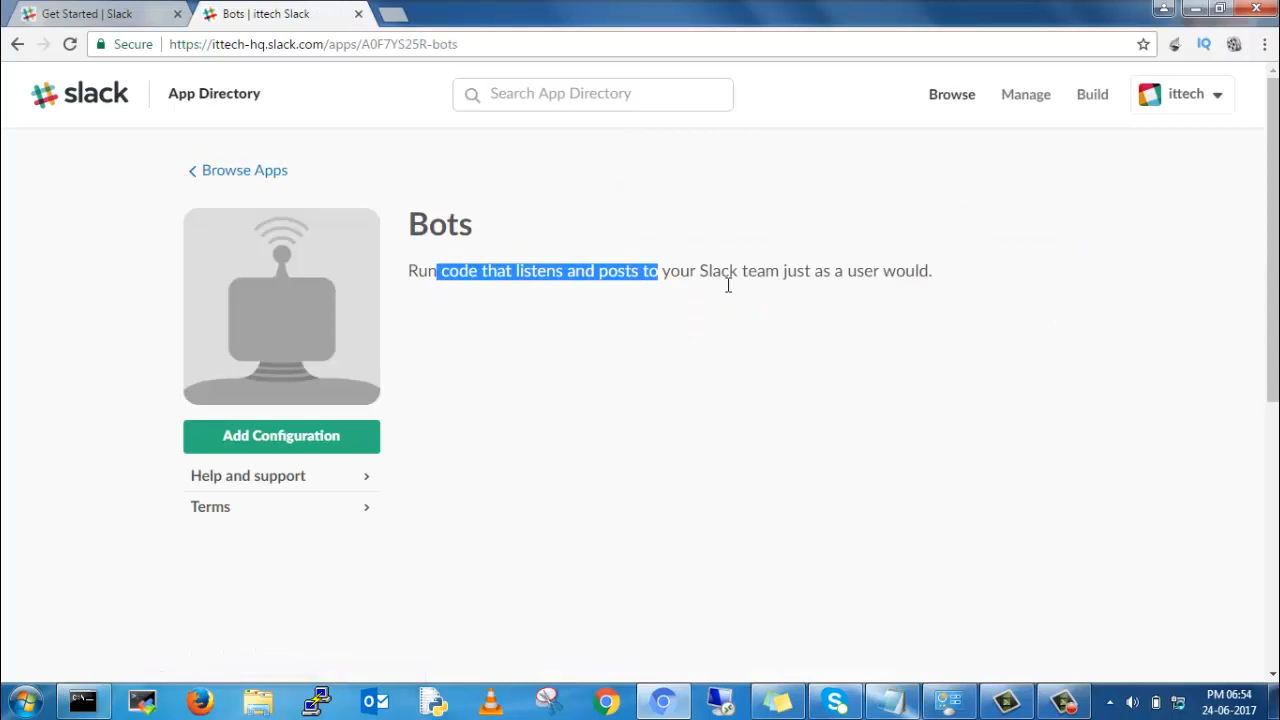 Get Started | Slack
Bots | ittech Slack
Secure
https://ittech-hq.slack.com/apps/A0F7YS25R-bots
slack
App Directory
Search App Directory
Browse
Manage
Build
ittech
Browse Apps
Bots
Run code that listens and posts to your Slack team just as a user would.
Add Configuration
Help and support
Terms
PM 06:54
24-06-2017